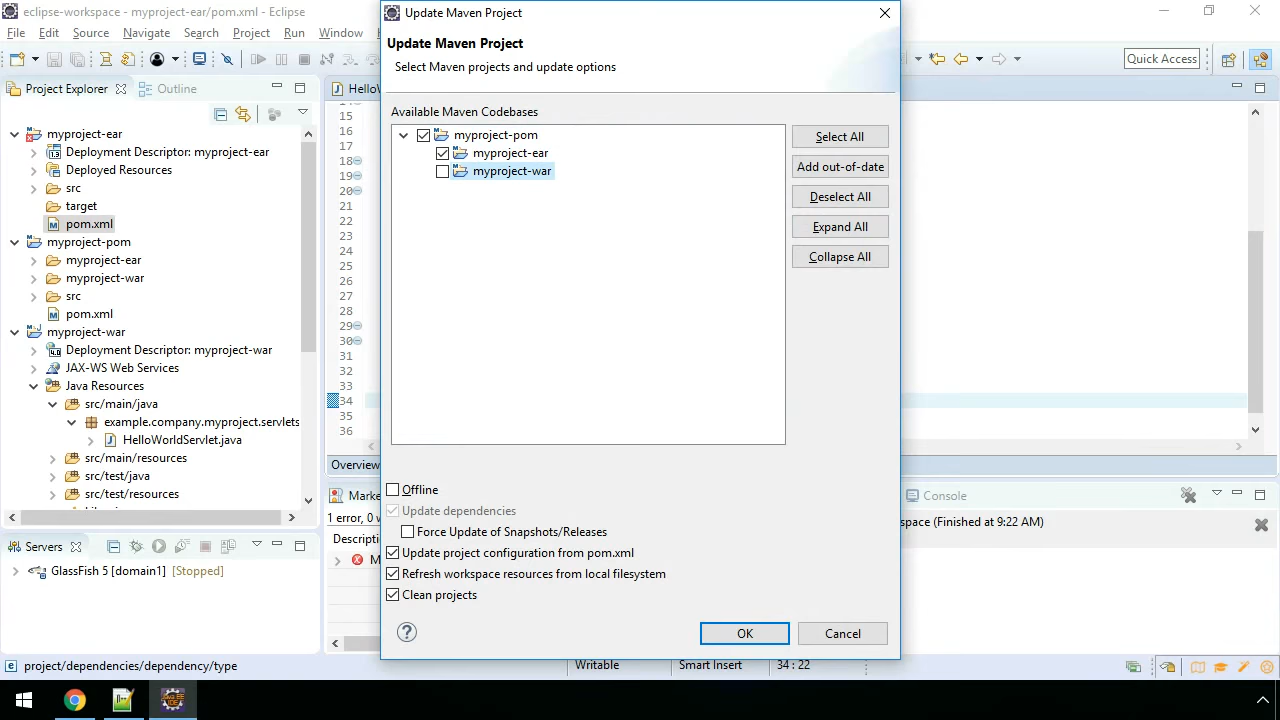 eclipse-workspace - myproject-ear/pom.xml - Eclipse
File Edit Source Navigate Search Project Run Window
Quick Access
Project Explorer
Outline
myproject-ear
Deployment Descriptor: myproject-ear
Deployed Resources
src
target
pom.xml
myproject-pom
myproject-ear
myproject-war
src
pom.xml
myproject-war
Deployment Descriptor: myproject-war
JAX-WS Web Services
Java Resources
src/main/java
example.company.myproject.servlets
HelloWorldServlet.java
src/main/resources
src/test/java
src/test/resources
Servers
GlassFish 5 [domain1] [Stopped]
HelloW
15
16
17
18
19
20
21
22
23
24
25
26
27
28
29
30
31
32
33
34
35
36
Overview
Marke
1 error, 0 w
Descriptio
M
Update Maven Project
Update Maven Project
Select Maven projects and update options
Available Maven Codebases
myproject-pom
myproject-ear
myproject-war
Select All
Add out-of-date
Deselect All
Expand All
Collapse All
Offline
Update dependencies
Force Update of Snapshots/Releases
Update project configuration from pom.xml
Refresh workspace resources from local filesystem
Clean projects
OK
Cancel
Console
space (Finished at 9:22 AM)
project/dependencies/dependency/type
Writable
Smart Insert
34 : 22